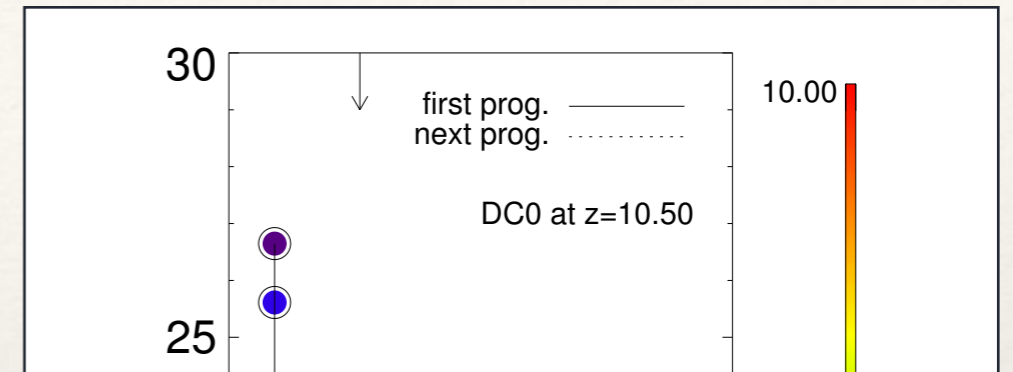 30
10.00
first prog.
next prog.
DC0 at z=10.50
25